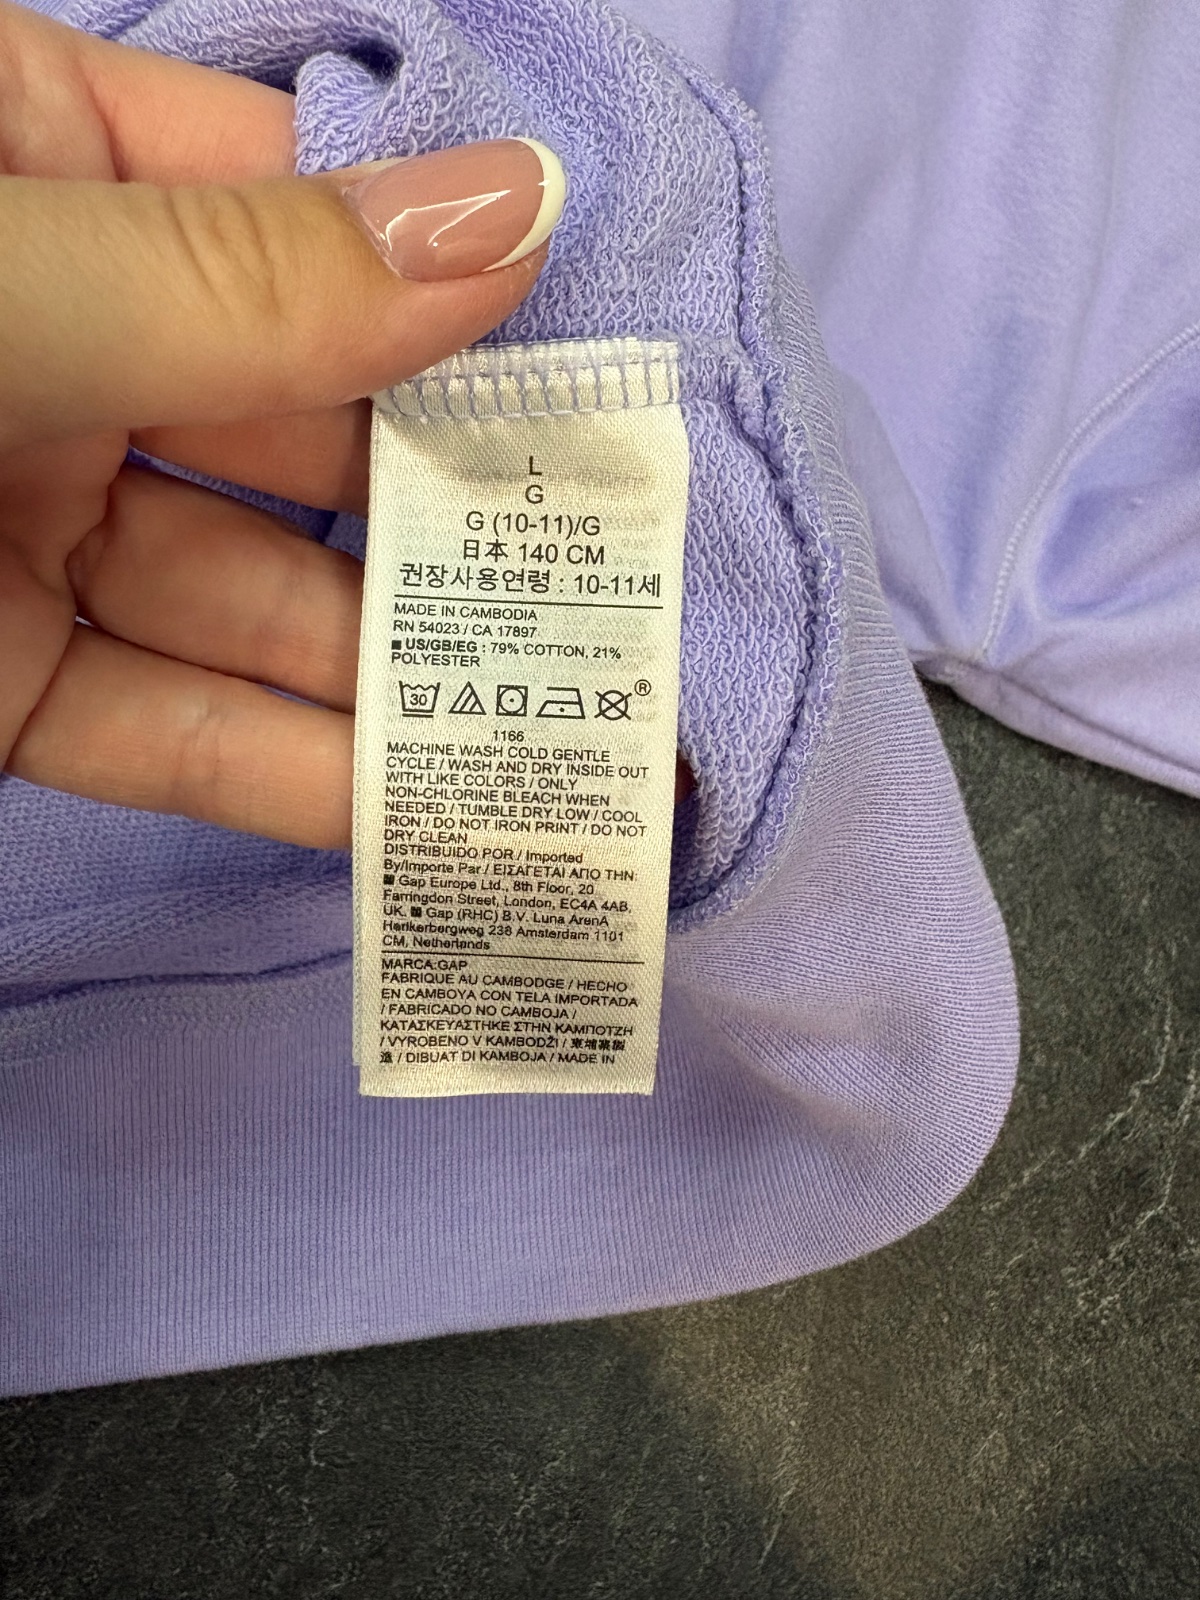 L
G
G (10-11)/G
日本 140 CM
권장사용연령 : 10-11세
MADE IN CAMBODIA
RN 54023 / CA 17897
US/GB/EG : 79% COTTON, 21%
POLYESTER
30
®
1166
MACHINE WASH COLD GENTLE
CYCLE / WASH AND DRY INSIDE OUT
WITH LIKE COLORS / ONLY
NON-CHLORINE BLEACH WHEN
NEEDED / TUMBLE DRY LOW / COOL
IRON / DO NOT IRON PRINT / DO NOT
DRY CLEAN
DISTRIBUIDO POR / Imported
By/Importe Par / ΕΙΣΑΓΕΤΑΙ ΑΠΟ ΤΗΝ:
Gap Europe Ltd., 8th Floor, 20
Farringdon Street, London, EC4A 4AB,
UK. Gap (RHC) B.V. Luna ArenA
Herikerbergweg 238 Amsterdam 1101
CM, Netherlands
MARCA:GAP
FABRIQUE AU CAMBODGE / HECHO
EN CAMBOYA CON TELA IMPORTADA
/ FABRICADO NO CAMBOJA /
ΚΑΤΑΣΚΕΥΑΣΤΗΚΕ ΣΤΗΝ ΚΑΜΠΟΤΖΗ
/ VYROBENO V KAMBODŽI / 柬埔寨製
造 / DIBUAT DI KAMBOJA / MADE IN